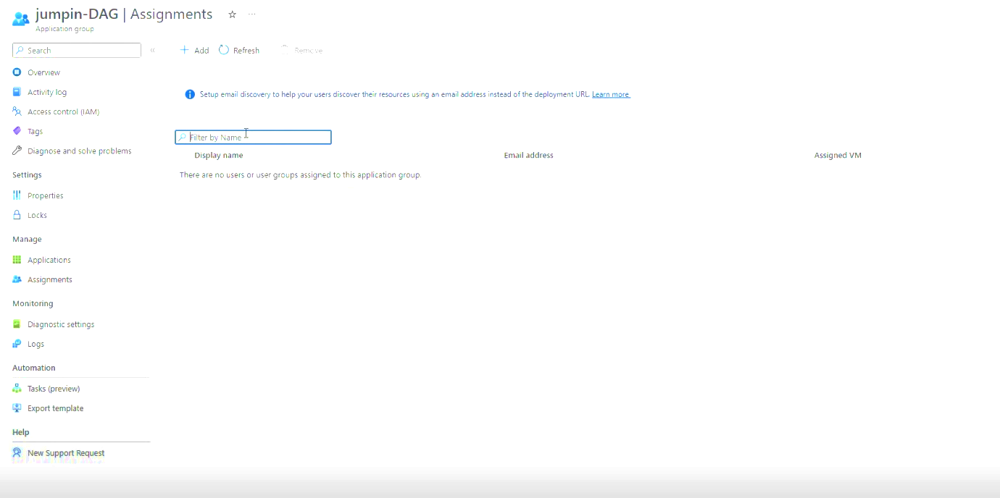 jumpin-DAG | Assignments
Application group
Search
Overview
Activity log
Access control (IAM)
Tags
Diagnose and solve problems
Settings
Properties
Locks
Manage
Applications
Assignments
Monitoring
Diagnostic settings
Logs
Automation
Tasks (preview)
Export template
Help
New Support Request
Add Refresh Remove
Setup email discovery to help your users discover their resources using an email address instead of the deployment URL. Learn more.
Filter by Name
Display name Email address Assigned VM
There are no users or user groups assigned to this application group.